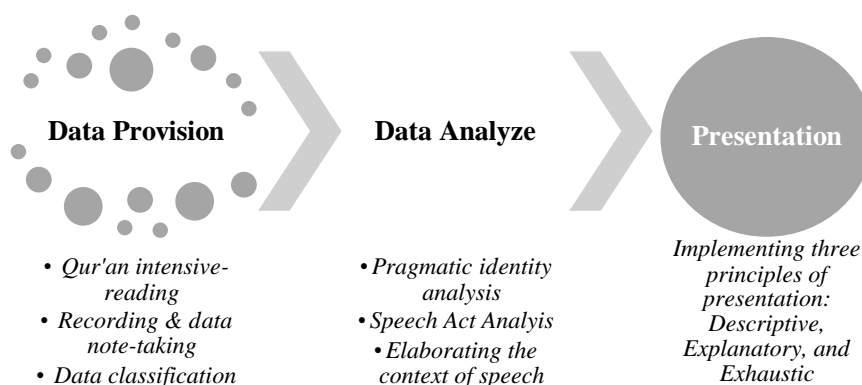 Data Provision
Data Analyze
Presentation
• Qur'an intensive-
reading
• Recording & data
note-taking
• Data classification
• Pragmatic identity
analysis
• Speech Act Analyis
• Elaborating the
context of speech
Implementing three
principles of
presentation:
Descriptive,
Explanatory, and
Exhaustic